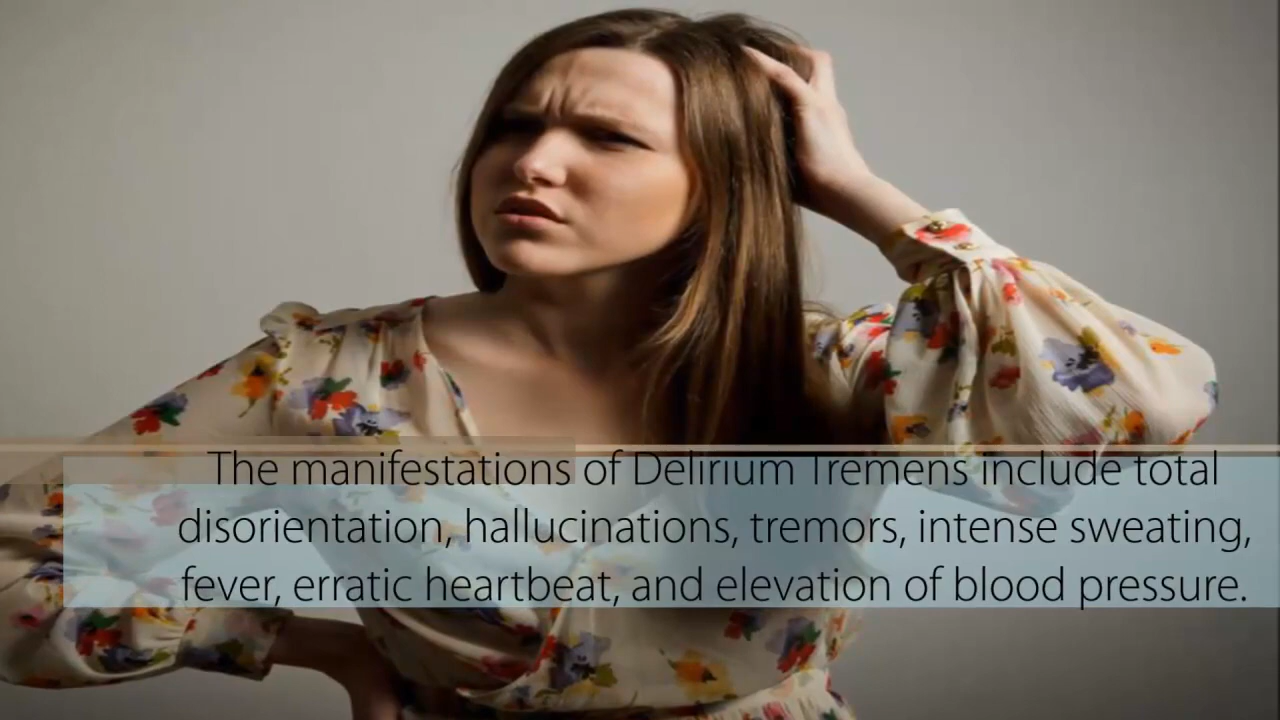 The manifestations of Delirium Tremens include total
disorientation, hallucinations, tremors, intense sweating,
fever, erratic heartbeat, and elevation of blood pressure.